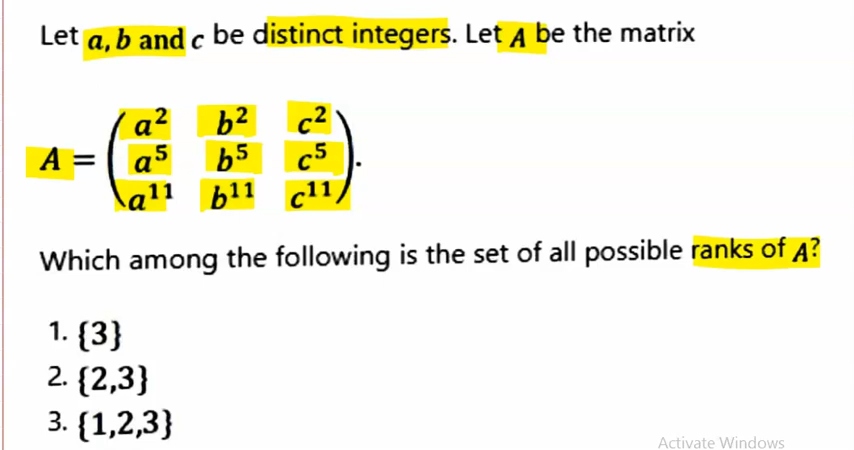 Let a, b and c be distinct integers. Let A be the matrix
a² b² c²
A = ( a⁵ b⁵ c⁵ ).
a¹¹ b¹¹ c¹¹
Which among the following is the set of all possible ranks of A?
1. {3}
2. {2,3}
3. {1,2,3}
Activate Windows